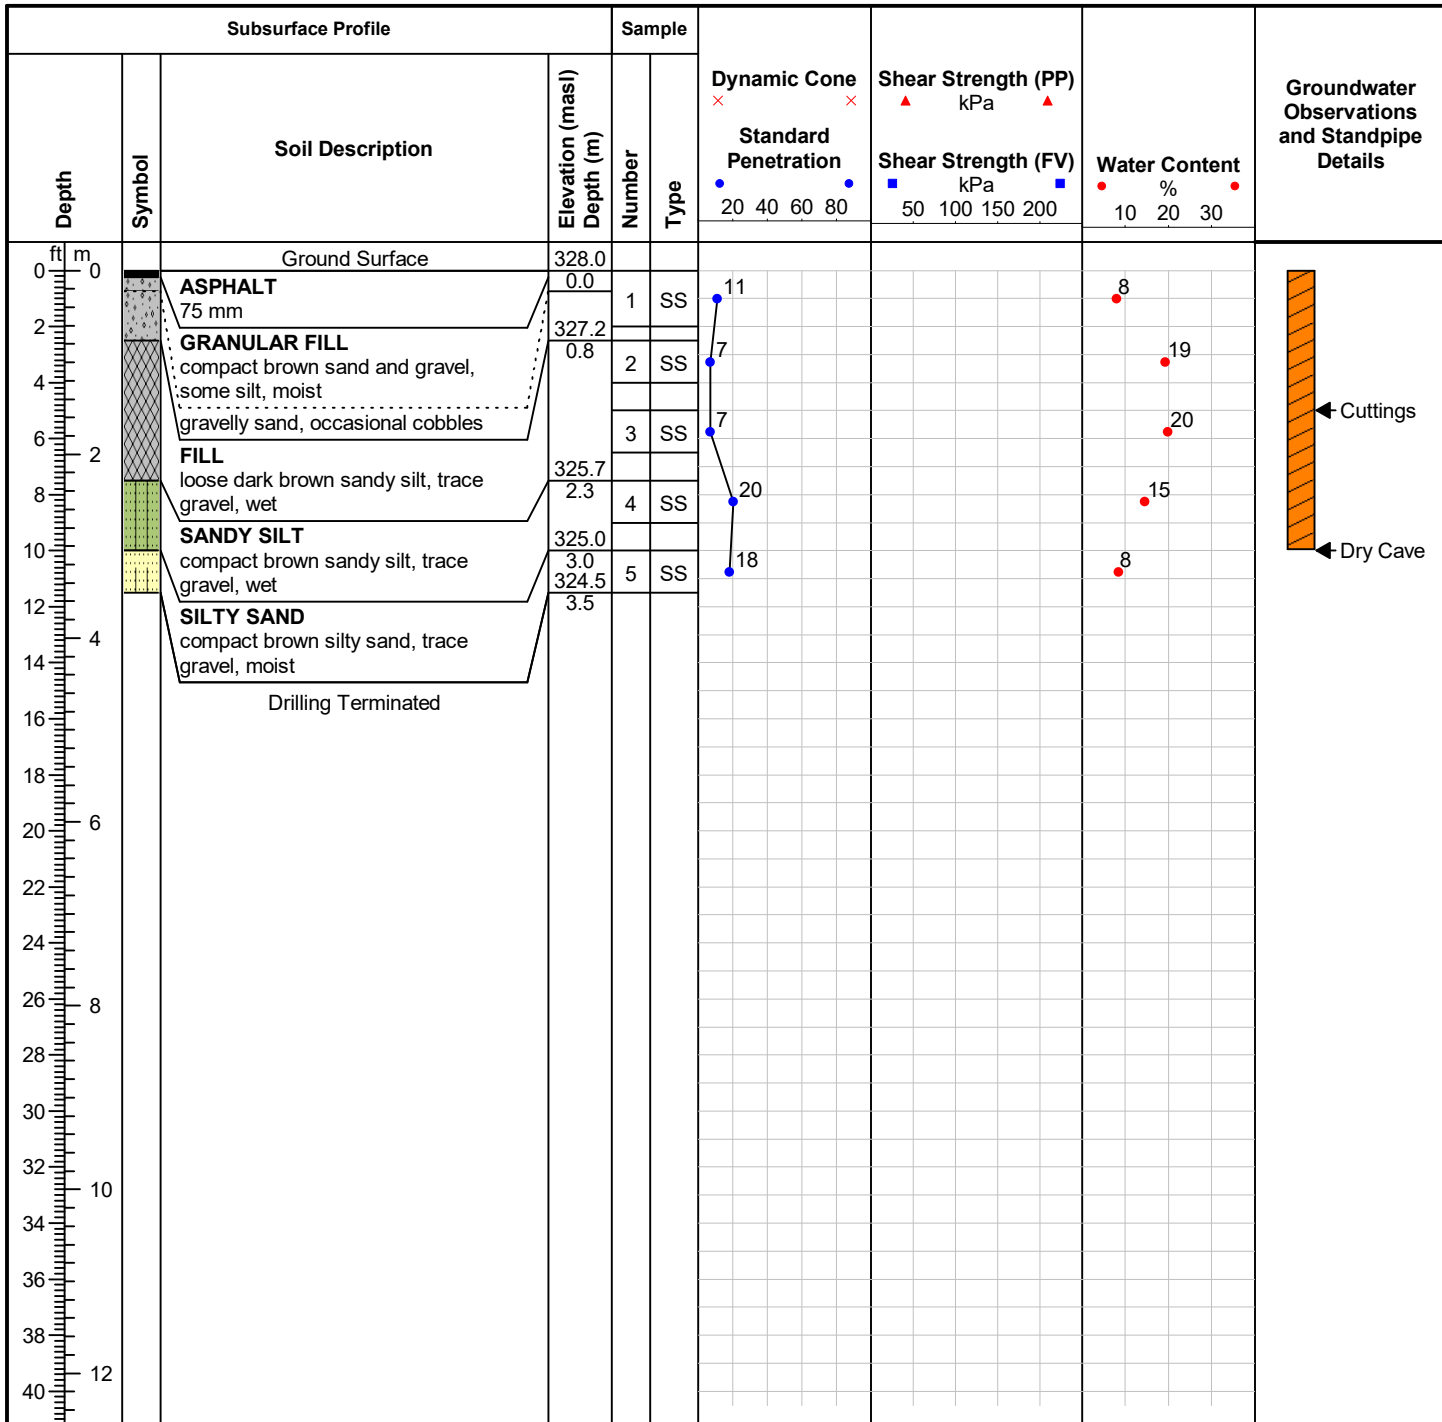 Subsurface Profile
Sample
Depth
Symbol
Soil Description
Elevation (masl)
Depth (m)
Number
Type
Dynamic Cone
Standard
Penetration
20 40 60 80
Shear Strength (PP)
kPa
Shear Strength (FV)
kPa
50 100 150 200
Water Content
%
10 20 30
Groundwater
Observations
and Standpipe
Details
ft m
Ground Surface
328.0
0 0
ASPHALT
75 mm
0.0
1 SS
11
8
2
GRANULAR FILL
compact brown sand and gravel,
some silt, moist
327.2
0.8
2 SS
7
19
4
gravelly sand, occasional cobbles
3 SS
7
20
Cuttings
6
2
FILL
loose dark brown sandy silt, trace
gravel, wet
325.7
2.3
4 SS
20
15
8
SANDY SILT
compact brown sandy silt, trace
gravel, wet
325.0
3.0
324.5
3.5
5 SS
18
8
Dry Cave
10
12
SILTY SAND
compact brown silty sand, trace
gravel, moist
4
14
Drilling Terminated
16
18
6
20
22
24
26
8
28
30
32
10
34
36
38
12
40